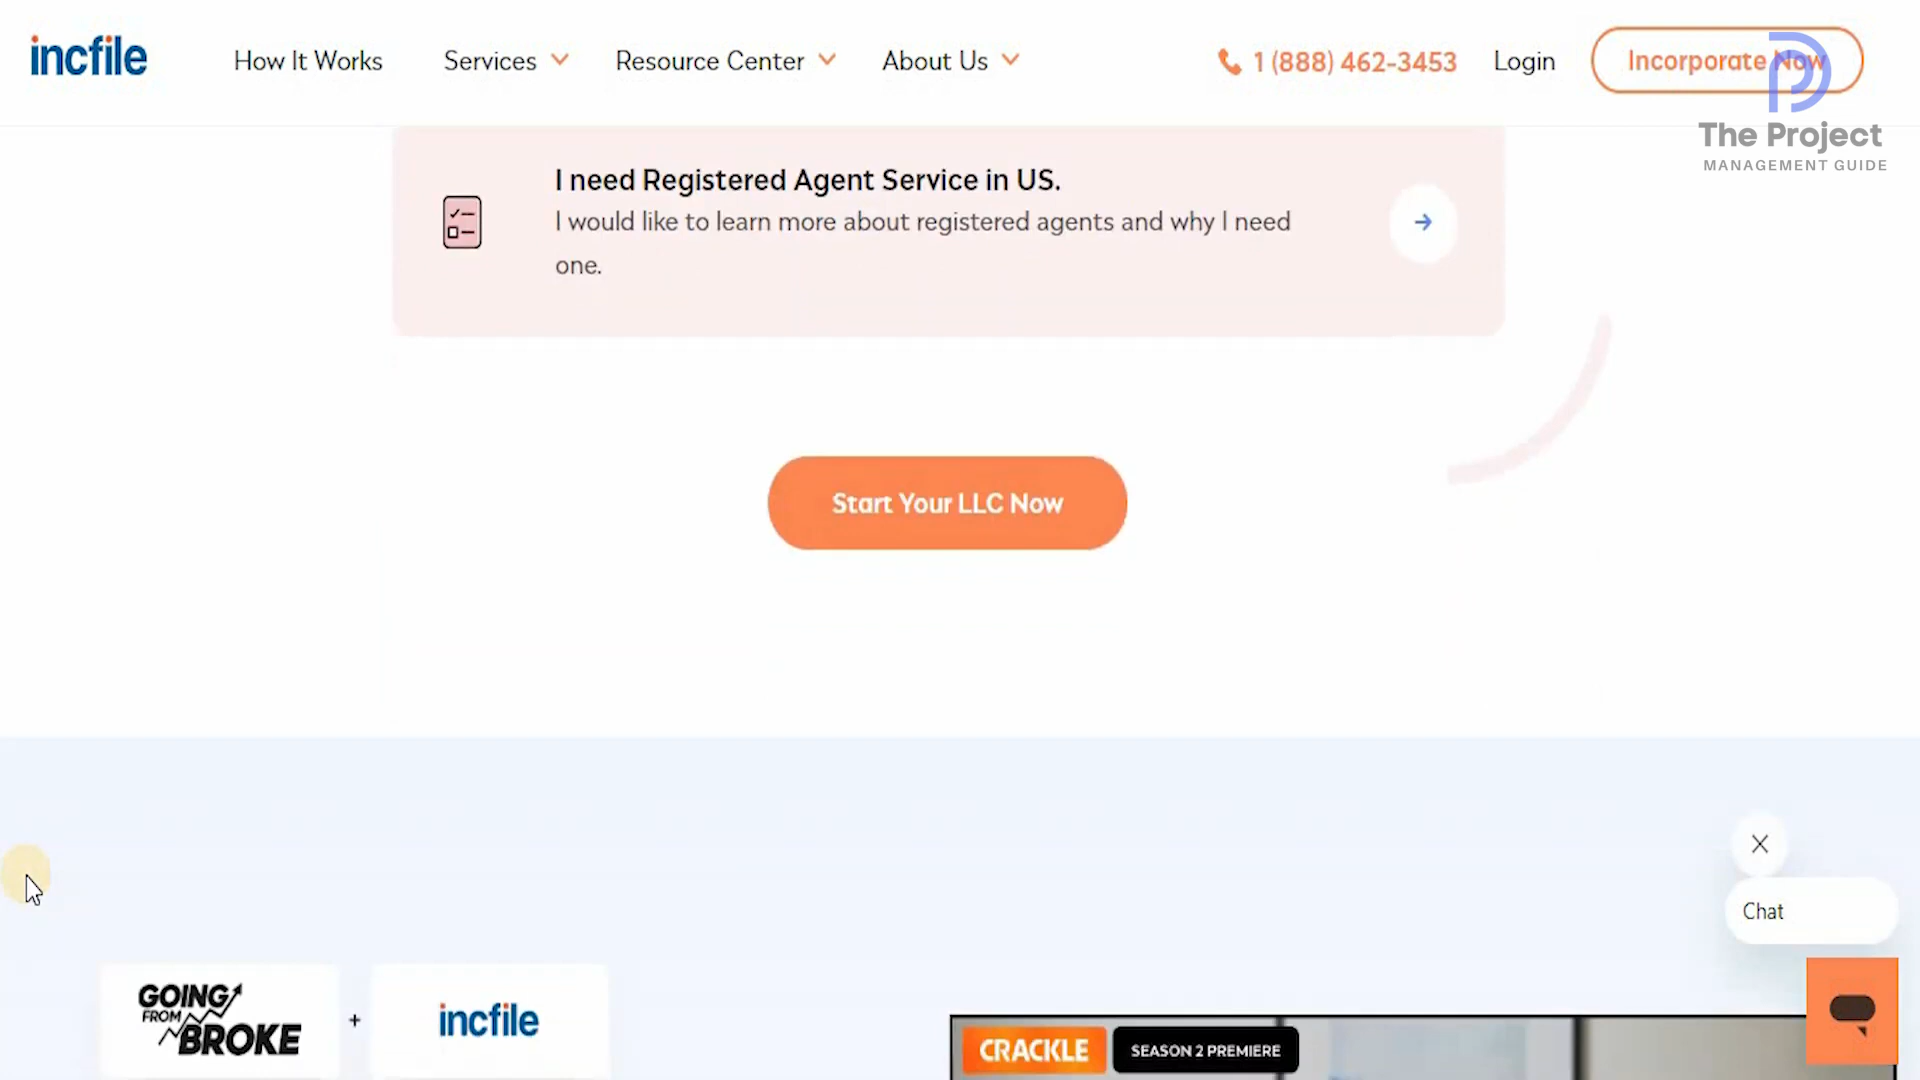 incfile
How It Works
Services
Resource Center
About Us
1 (888) 462-3453
Login
Incorporate Now
The Project
MANAGEMENT GUIDE
I need Registered Agent Service in US.
I would like to learn more about registered agents and why I need
one.
Start Your LLC Now
Chat
GOING
FROM
BROKE
+
incfile
CRACKLE
SEASON 2 PREMIERE